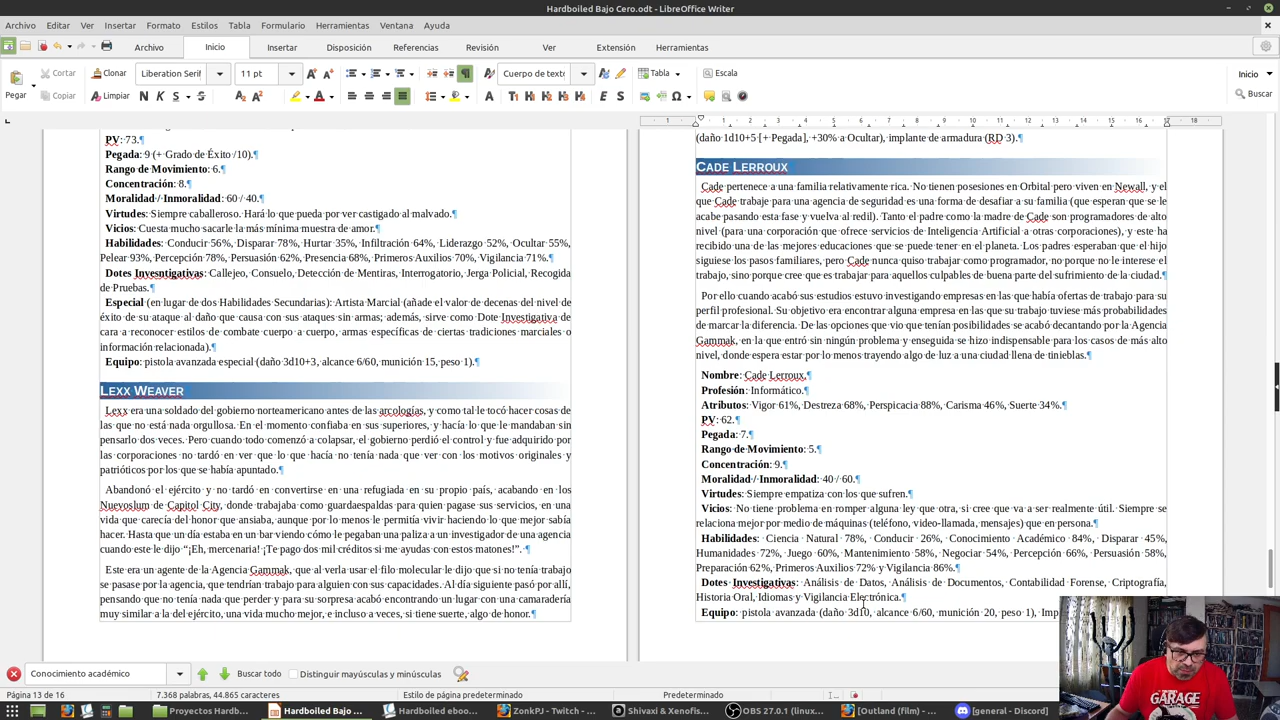 Hardboiled Bajo Cero.odt - LibreOffice Writer
Archivo Editar Ver Insertar Formato Estilos Tabla Formulario Herramientas Ventana Ayuda
Archivo Inicio Insertar Disposición Referencias Revisión Ver Extensión Herramientas
Cortar Clonar Liberation Serif 11 pt Cuerpo de texto Tabla Escala Inicio
Pegar Copiar Limpiar Buscar
PV: 73.¶
Pegada: 9 (+ Grado de Éxito /10).¶
Rango de Movimiento: 6.¶
Concentración: 8.¶
Moralidad / Inmoralidad: 60 / 40.¶
Virtudes: Siempre caballeroso. Hará lo que pueda por ver castigado al malvado.¶
Vicios: Cuesta mucho sacarle la más mínima muestra de amor.¶
Habilidades: Conducir 56%, Disparar 78%, Hurtar 35%, Infiltración 64%, Liderazgo 52%, Ocultar 55%,
Pelear 93%, Percepción 78%, Persuasión 62%, Presencia 68%, Primeros Auxilios 70%, Vigilancia 71%.¶
Dotes Invesntigativas: Callejeo, Consuelo, Detección de Mentiras, Interrogatorio, Jerga Policial, Recogida
de Pruebas.¶
Especial (en lugar de dos Habilidades Secundarias): Artista Marcial (añade el valor de decenas del nivel de
éxito de su ataque al daño que causa con sus ataques sin armas; además, sirve como Dote Investigativa de
cara a reconocer estilos de combate cuerpo a cuerpo, armas específicas de ciertas tradiciones marciales o
información relacionada).¶
Equipo: pistola avanzada especial (daño 3d10+3, alcance 6/60, munición 15, peso 1).¶
LEXX WEAVER
Lexx era una soldado del gobierno norteamericano antes de las arcologías, y como tal le tocó hacer cosas de
las que no está nada orgullosa. En el momento confiaba en sus superiores, y hacía lo que le mandaban sin
pensarlo dos veces. Pero cuando todo comenzó a colapsar, el gobierno perdió el control y fue adquirido por
las corporaciones no tardó en ver que lo que hacía no tenía nada que ver con los motivos originales y
patrióticos por los que se había apuntado.¶
Abandonó el ejército y no tardó en convertirse en una refugiada en su propio país, acabando en los
Nuevoslum de Capitol City, donde trabajaba como guardaespaldas para quien pagase sus servicios, en una
vida que carecía del honor que ansiaba, aunque por lo menos le permitía vivir haciendo lo que mejor sabía
hacer. Hasta que un día estaba en un bar viendo cómo le pegaban una paliza a un investigador de una agencia
cuando este le dijo “¡Eh, mercenaria! ¡Te pago dos mil créditos si me ayudas con estos matones!”. ¶
Este era un agente de la Agencia Gammak, que al verla usar el filo molecular le dijo que si no tenía trabajo
se pasase por la agencia, que tendrían trabajo para alguien con sus capacidades. Al día siguiente pasó por allí,
pensando que no tenía nada que perder y para su sorpresa acabó encontrando un lugar con una camaradería
muy similar a la del ejército, una vida mucho mejor, e incluso a veces, si tiene suerte, algo de honor.¶
(daño 1d10+5 [+ Pegada], +30% a Ocultar), implante de armadura (RD 3).¶
CADE LERROUX
Cade pertenece a una familia relativamente rica. No tienen posesiones en Orbital pero viven en Newall, y el
que Cade trabaje para una agencia de seguridad es una forma de desafiar a su familia (que esperan que se le
acabe pasando esta fase y vuelva al redil). Tanto el padre como la madre de Cade son programadores de alto
nivel (para una corporación que ofrece servicios de Inteligencia Artificial a otras corporaciones), y este ha
recibido una de las mejores educaciones que se puede tener en el planeta. Los padres esperaban que el hijo
siguiese los pasos familiares, pero Cade nunca quiso trabajar como programador, no porque no le interese el
trabajo, sino porque cree que es trabajar para aquellos culpables de buena parte del sufrimiento de la ciudad.¶
Por ello cuando acabó sus estudios estuvo investigando empresas en las que había ofertas de trabajo para su
perfil profesional. Su objetivo era encontrar alguna empresa en las que su trabajo tuviese más probabilidades
de marcar la diferencia. De las opciones que vio que tenían posibilidades se acabó decantando por la Agencia
Gammak, en la que entró sin ningún problema y enseguida se hizo indispensable para los casos de más alto
nivel, donde espera estar por lo menos trayendo algo de luz a una ciudad llena de tinieblas.¶
Nombre: Cade Lerroux.¶
Profesión: Informático.¶
Atributos: Vigor 61%, Destreza 68%, Perspicacia 88%, Carisma 46%, Suerte 34%.¶
PV: 62.¶
Pegada: 7.¶
Rango de Movimiento: 5.¶
Concentración: 9.¶
Moralidad / Inmoralidad: 40 / 60.¶
Virtudes: Siempre empatiza con los que sufren.¶
Vicios: No tiene problema en romper alguna ley que otra, si cree que va a ser realmente útil. Siempre se
relaciona mejor por medio de máquinas (teléfono, video-llamada, mensajes) que en persona.¶
Habilidades: Ciencia Natural 78%, Conducir 26%, Conocimiento Académico 84%, Disparar 45%,
Humanidades 72%, Juego 60%, Mantenimiento 58%, Negociar 54%, Percepción 66%, Persuasión 58%,
Preparación 62%, Primeros Auxilios 72% y Vigilancia 86%.¶
Dotes Investigativas: Análisis de Datos, Análisis de Documentos, Contabilidad Forense, Criptografía,
Historia Oral, Idiomas y Vigilancia Electrónica.¶
Equipo: pistola avanzada (daño 3d10, alcance 6/60, munición 20, peso 1), Imp
Conocimiento académico Buscar todo Distinguir mayúsculas y minúsculas
Página 13 de 16 7.368 palabras, 44.865 caracteres Estilo de página predeterminado Predeterminado
Proyectos Hardb... Hardboiled Bajo ... Hardboiled eboo... ZonkPJ - Twitch - ... Shivaxi & Xenofis... OBS 27.0.1 (linux... [Outland (film) - ... [general - Discord]
GARAGE